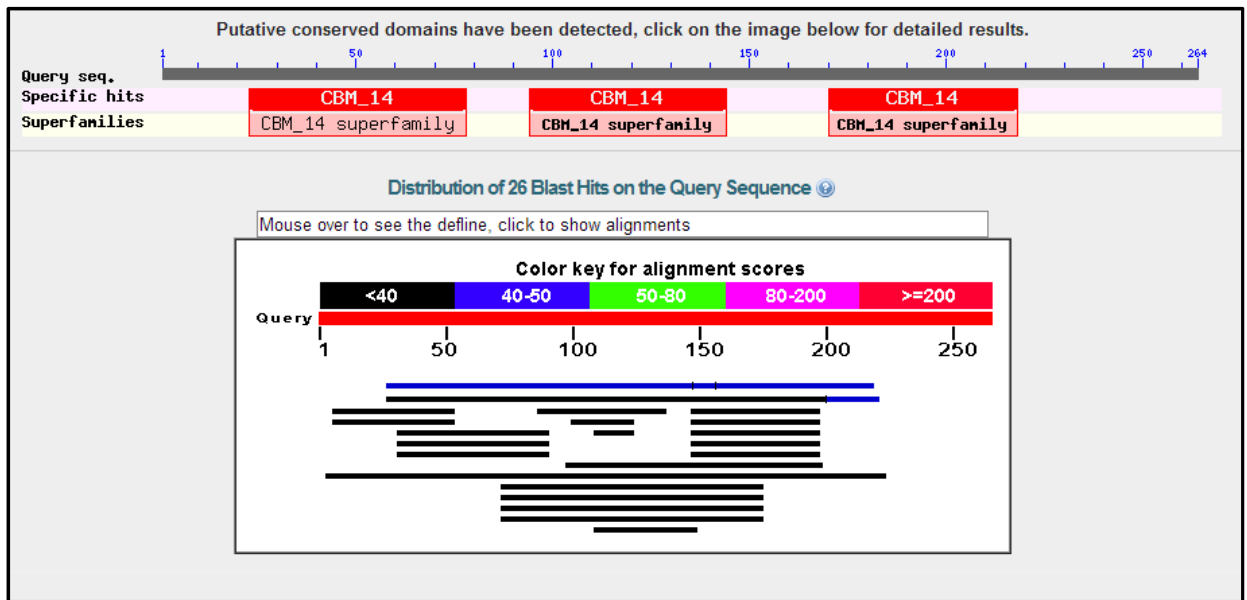 Putative conserved domains have been detected, click on the image below for detailed results.
1 50 100 150 200 250 264
Query seq.
Specific hits CBM_14 CBM_14 CBM_14
Superfamilies CBM_14 superfamily CBM_14 superfamily CBM_14 superfamily
Distribution of 26 Blast Hits on the Query Sequence
Mouse over to see the defline, click to show alignments
Color key for alignment scores
<40 40-50 50-80 80-200 >=200
Query
1 50 100 150 200 250